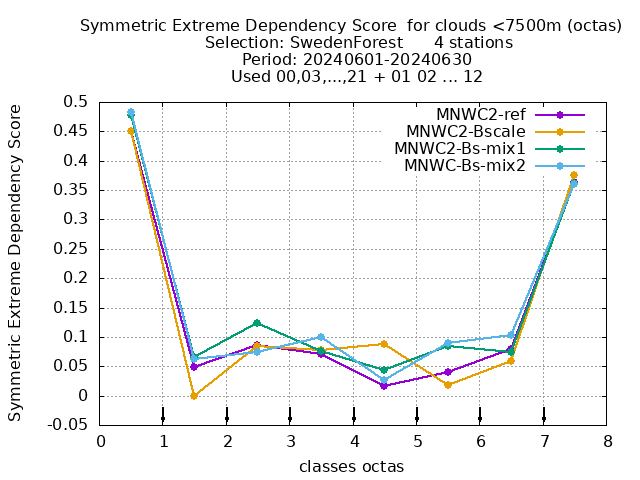 Symmetric Extreme Dependency Score  for clouds <7500m (octas)
Selection: SwedenForest      4 stations
Period: 20240601-20240630
Used 00,03,...,21 + 01 02 ... 12
Symmetric Extreme Dependency Score
0.5
0.45
0.4
0.35
0.3
0.25
0.2
0.15
0.1
0.05
0
-0.05
MNWC2-ref
MNWC2-Bscale
MNWC2-Bs-mix1
MNWC-Bs-mix2
0 1 2 3 4 5 6 7 8
classes octas